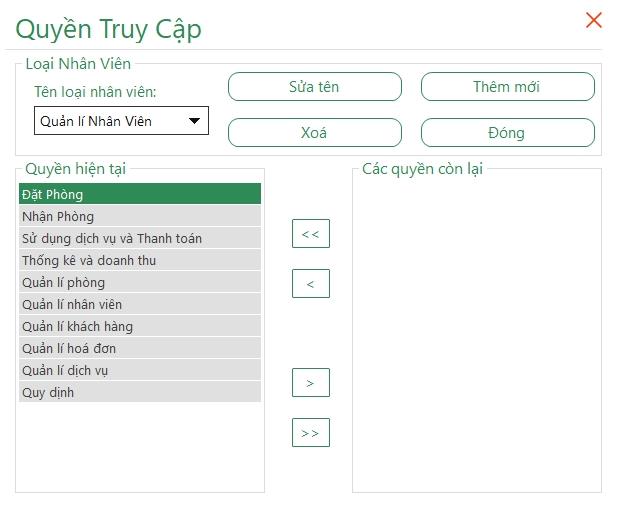 Quyền Truy Cập
Loại Nhân Viên
Tên loại nhân viên:
Quản lí Nhân Viên
Sửa tên
Thêm mới
Xoá
Đóng
Quyền hiện tại
Đặt Phòng
Nhận Phòng
Sử dụng dịch vụ và Thanh toán
Thống kê và doanh thu
Quản lí phòng
Quản lí nhân viên
Quản lí khách hàng
Quản lí hoá đơn
Quản lí dịch vụ
Quy dịnh
<<
<
>
>>
Các quyền còn lại